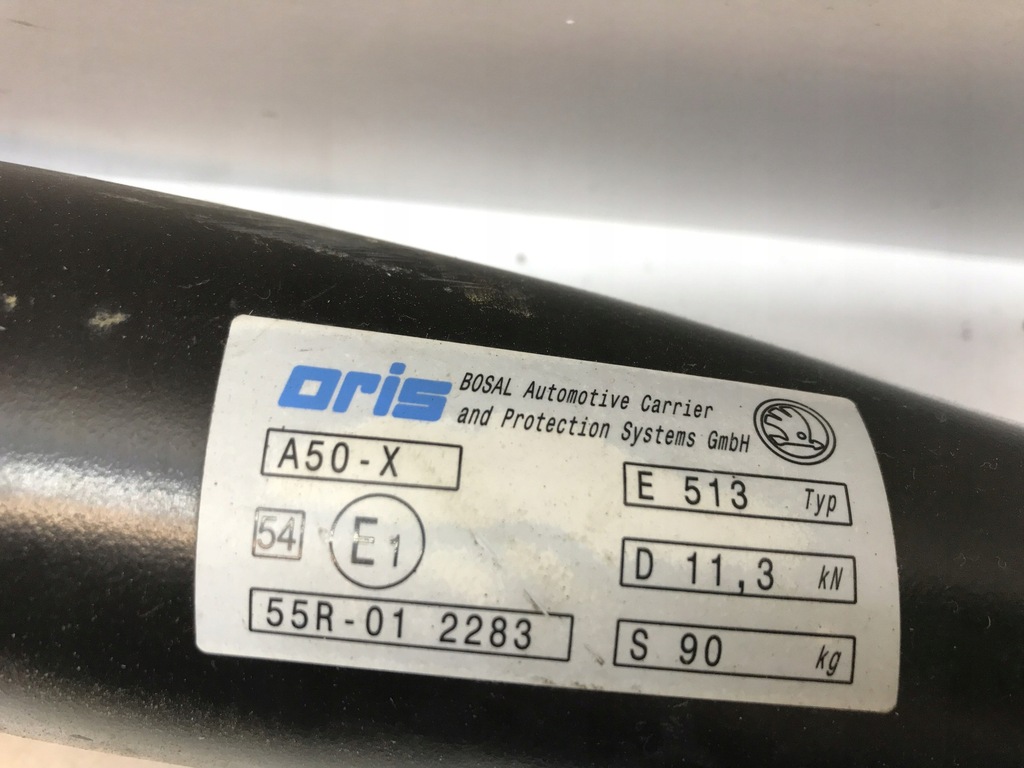 oris BOSAL Automotive Carrier
and Protection Systems GmbH
A50-X
E 513 Typ
54 E1
D 11,3 kN
55R-01 2283
S 90 kg